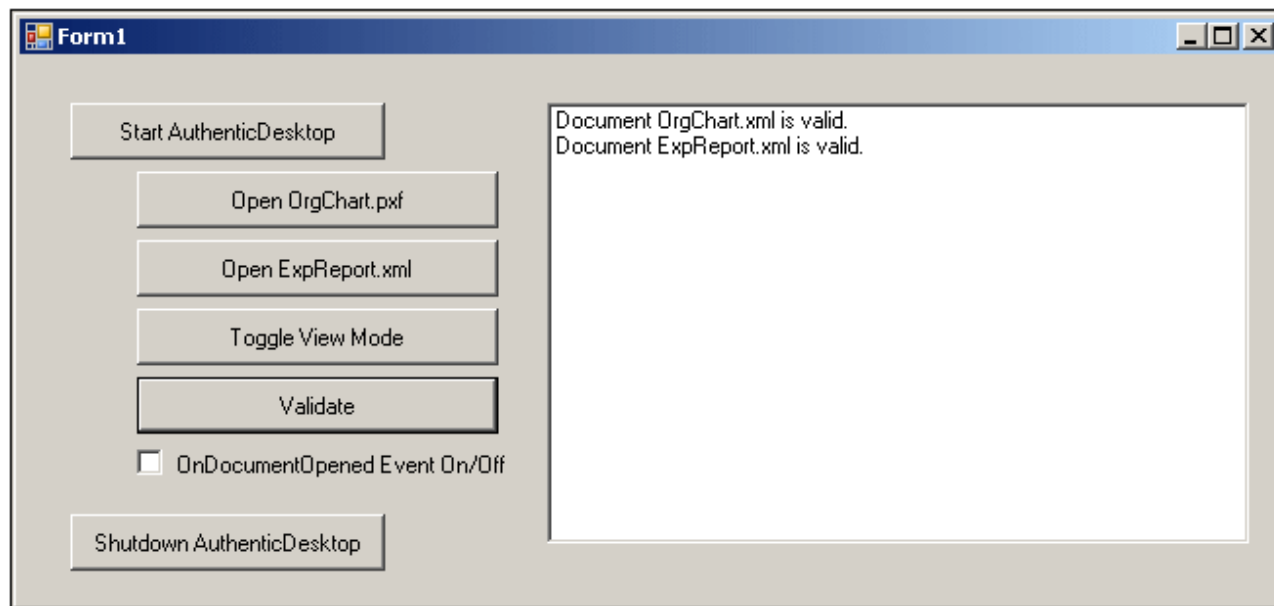 Form1
Start AuthenticDesktop
Open OrgChart.pxf
Open ExpReport.xml
Toggle View Mode
Validate
OnDocumentOpened Event On/Off
Shutdown AuthenticDesktop
Document OrgChart.xml is valid.
Document ExpReport.xml is valid.